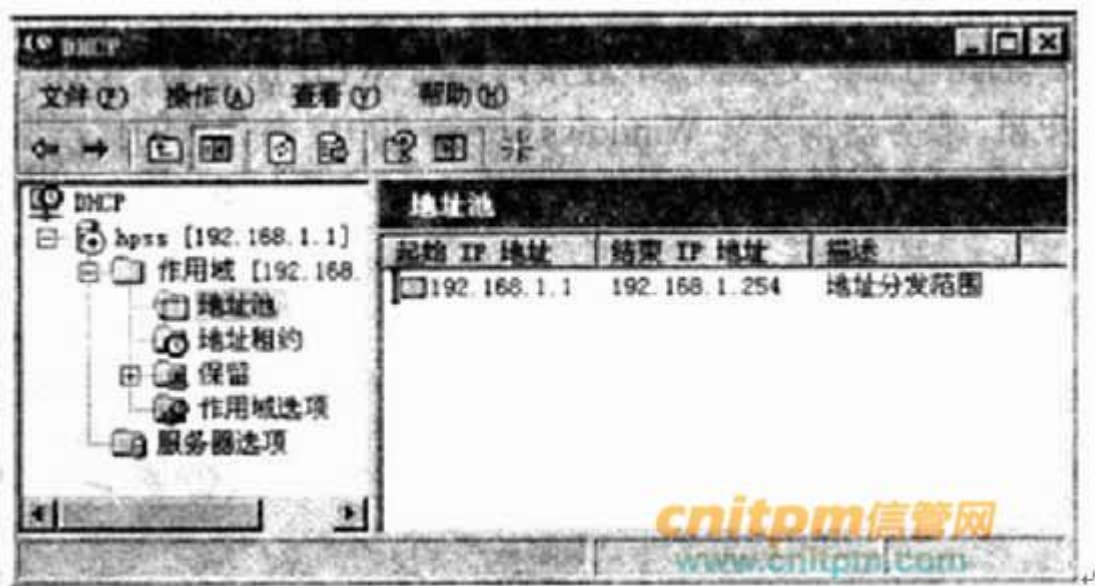 DHCP
文件(F) 操作(A) 查看(V) 帮助(H)
DHCP
hpss [192.168.1.1]
作用域 [192.168.
地址池
地址租约
保留
作用域选项
服务器选项
地址池
起始 IP 地址 结束 IP 地址 描述
192.168.1.1 192.168.1.254 地址分发范围
cnitpm信管网
www.cnitpm.com